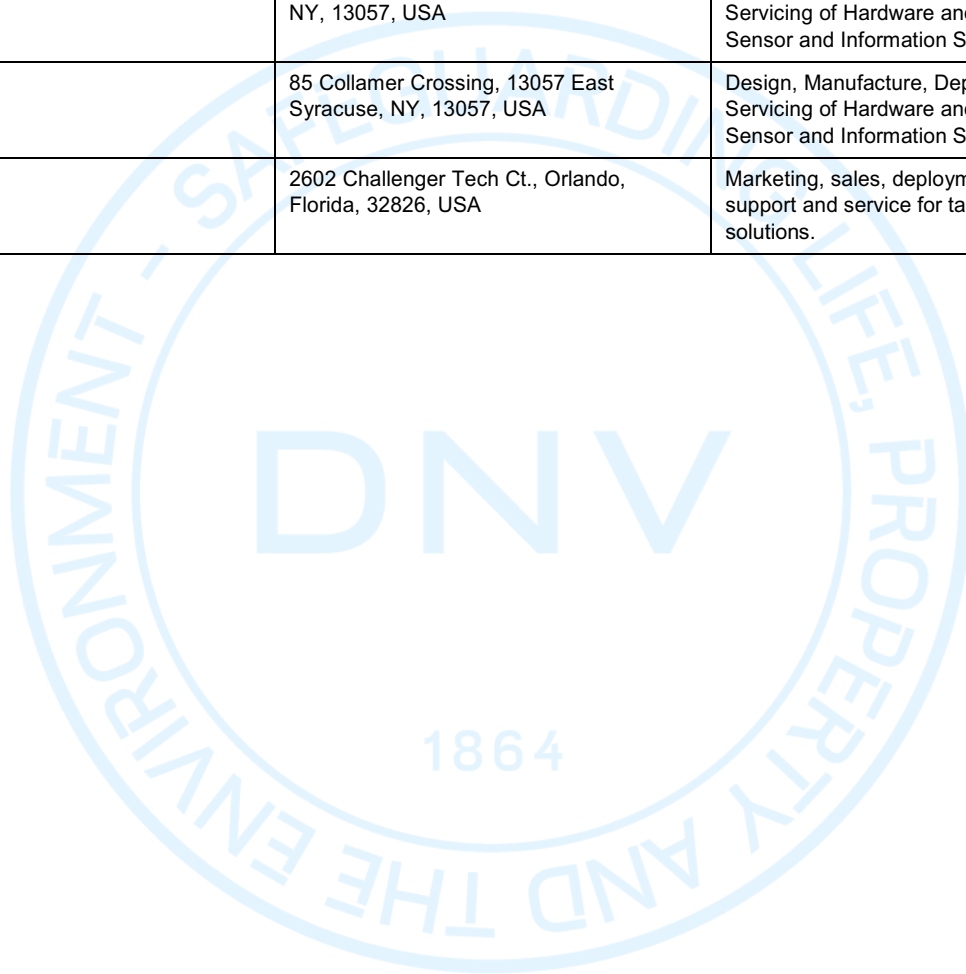 NY, 13057, USA
Servicing of Hardware and
Sensor and Information S
85 Collamer Crossing, 13057 East
Syracuse, NY, 13057, USA
Design, Manufacture, Dep
Servicing of Hardware and
Sensor and Information S
2602 Challenger Tech Ct., Orlando,
Florida, 32826, USA
Marketing, sales, deploym
support and service for ta
solutions.
SAFEGUARDING LIFE, PROPERTY AND THE ENVIRONMENT -
DNV
1864